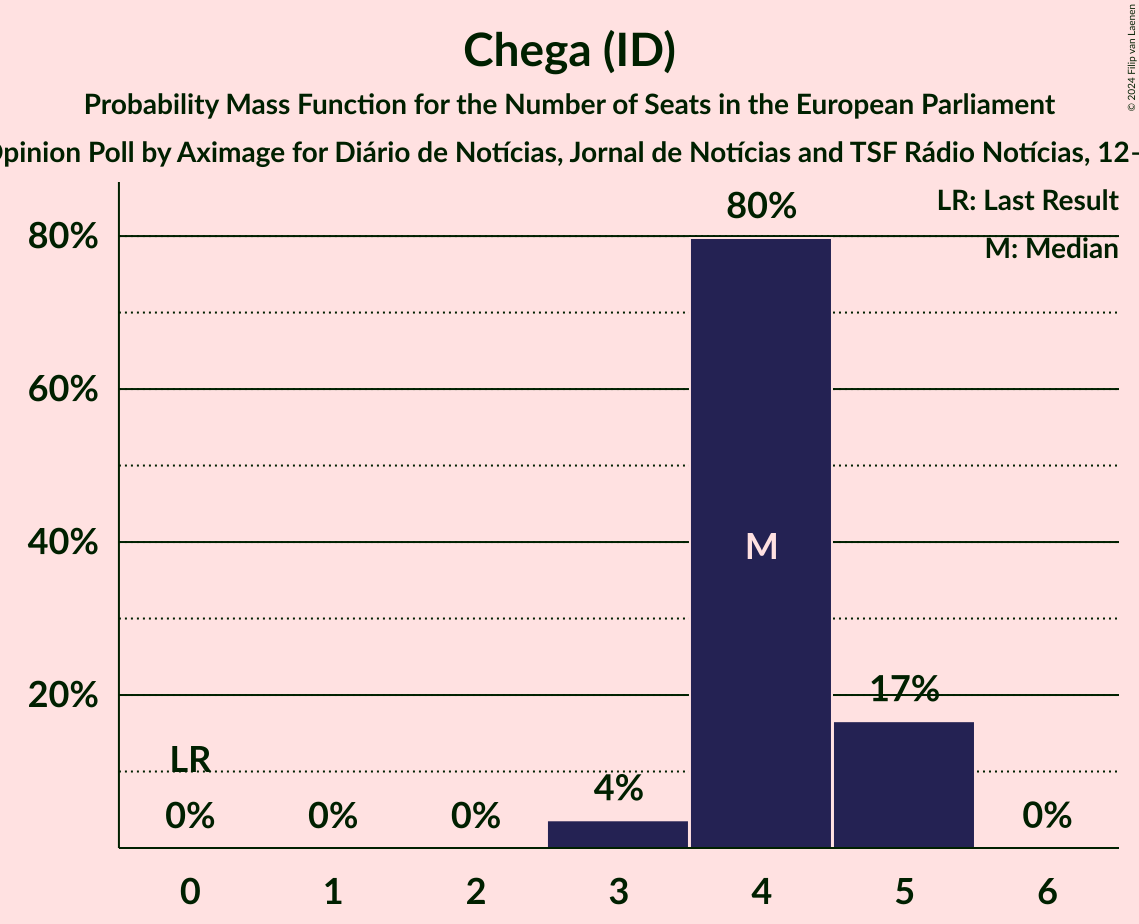 Chega (ID)
Probability Mass Function for the Number of Seats in the European Parliament
pinion Poll by Aximage for Diário de Notícias, Jornal de Notícias and TSF Rádio Notícias, 12–
© 2024 Filip van Laenen
LR: Last Result
M: Median
80%
60%
40%
20%
LR
0%
0%
0%
4%
80%
M
17%
0%
0
1
2
3
4
5
6